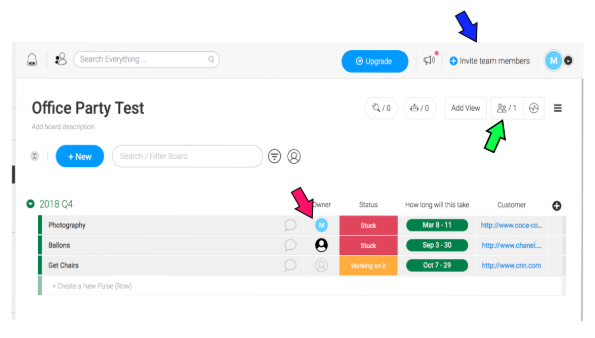 Search Everything ...
Upgrade
Invite team members
M
Office Party Test
/ 0
/ 0
Add View
/ 1
Add board description
+ New
Search / Filter Board
2018 Q4
Owner
Status
How long will this take
Customer
Photography
M
Stuck
Mar 8 - 11
http://www.coca-co...
Ballons
Stuck
Sep 3 - 30
http://www.chanel....
Get Chairs
Working on it
Oct 7 - 29
http://www.cnn.com
+ Create a New Pulse (Row)